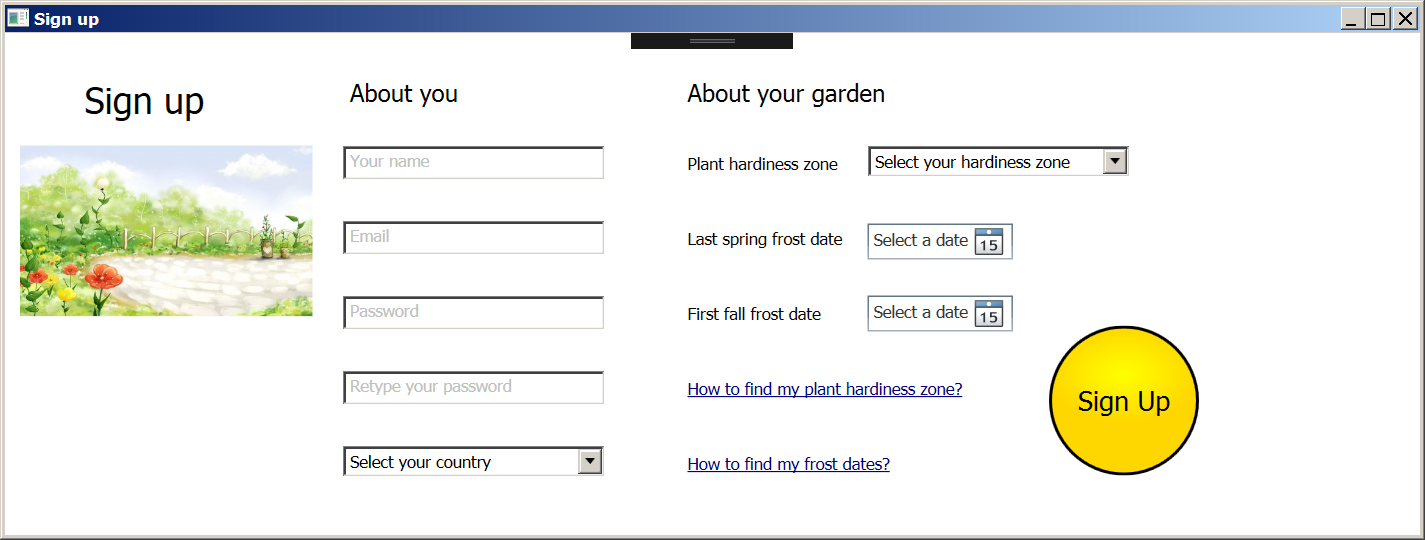 Sign up
Sign up
About you
Your name
Email
Password
Retype your password
Select your country
About your garden
Plant hardiness zone
Select your hardiness zone
Last spring frost date
Select a date 15
First fall frost date
Select a date 15
How to find my plant hardiness zone?
How to find my frost dates?
Sign Up